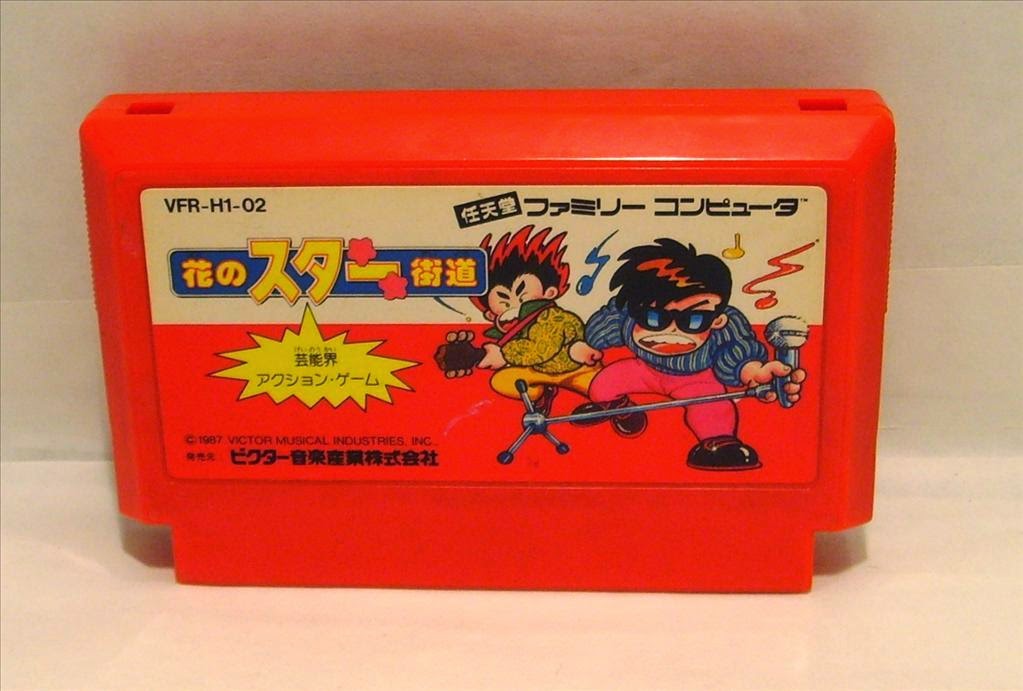 VFR-H1-02
任天堂 ファミリー コンピュータ™
花のスター街道
げいのうかい
芸能界
アクション・ゲーム
©1987 VICTOR MUSICAL INDUSTRIES, INC.
発売元 ビクター音楽産業株式会社